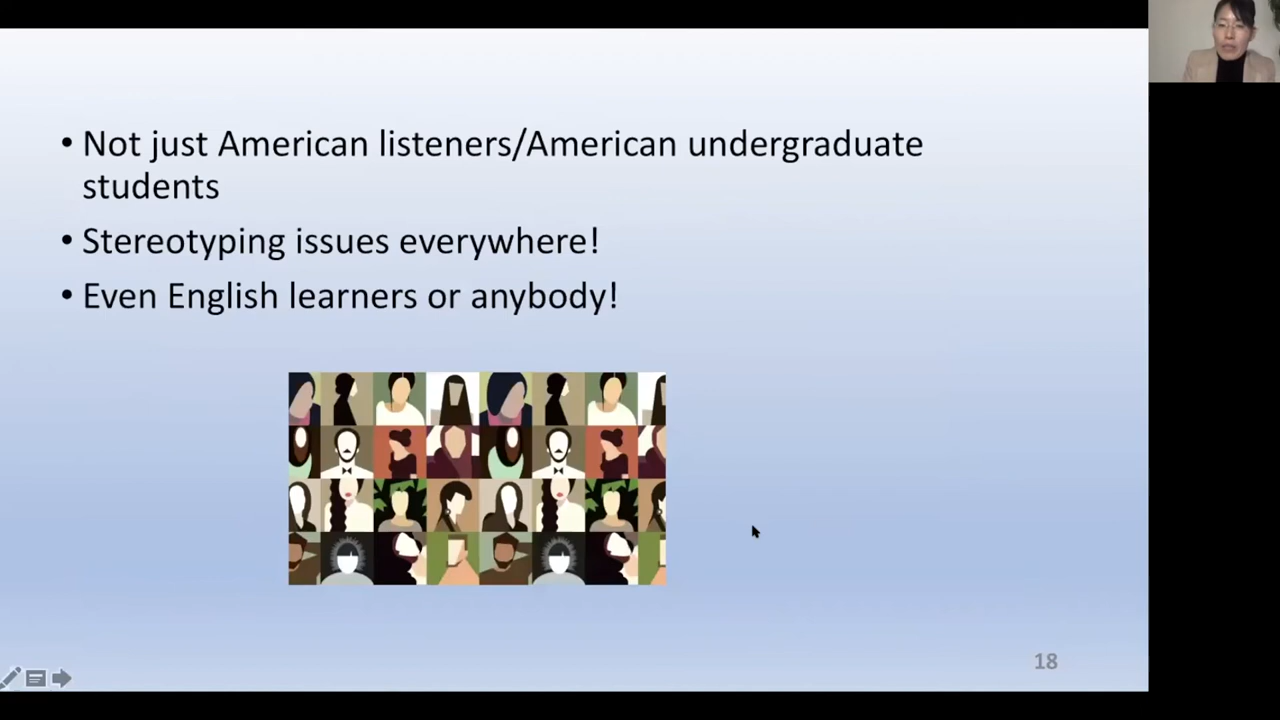 • Not just American listeners/American undergraduate
students
• Stereotyping issues everywhere!
• Even English learners or anybody!
18